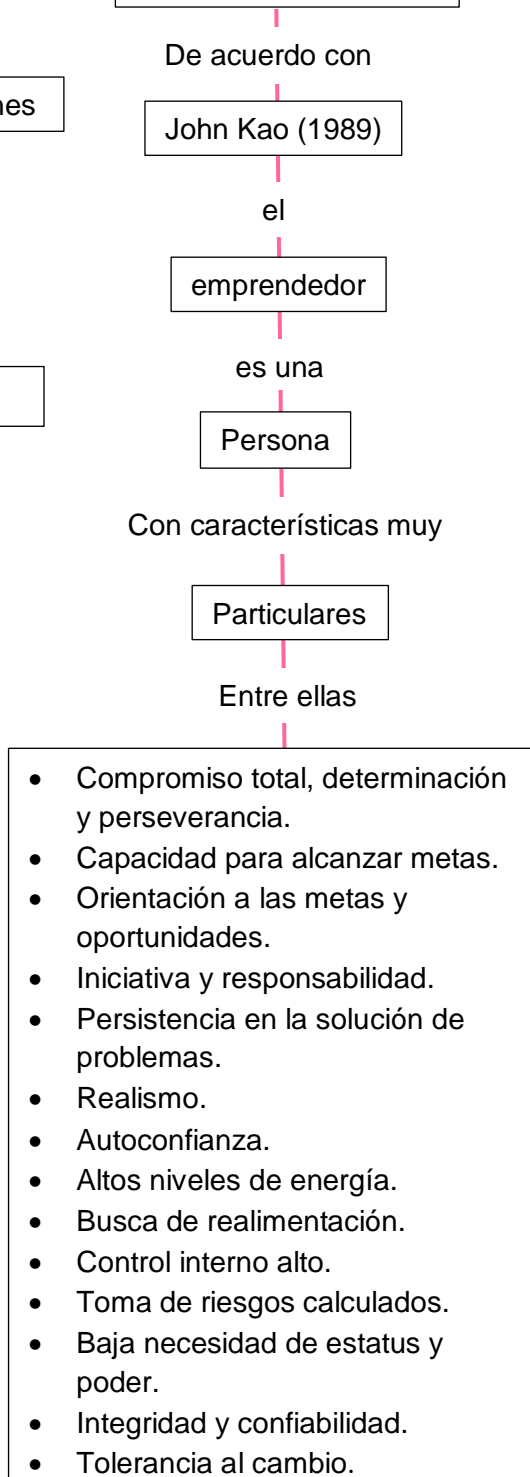 De acuerdo con
nes
John Kao (1989)
el
emprendedor
es una
Persona
Con característícas muy
Particulares
Entre ellas
• Compromiso total, determinación
y perseverancia.
• Capacidad para alcanzar metas.
• Orientación a las metas y
oportunidades.
• Iniciativa y responsabilidad.
• Persistencia en la solución de
problemas.
• Realismo.
• Autoconfianza.
• Altos niveles de energía.
• Busca de realimentación.
• Control interno alto.
• Toma de riesgos calculados.
• Baja necesidad de estatus y
poder.
• Integridad y confiabilidad.
• Tolerancia al cambio.